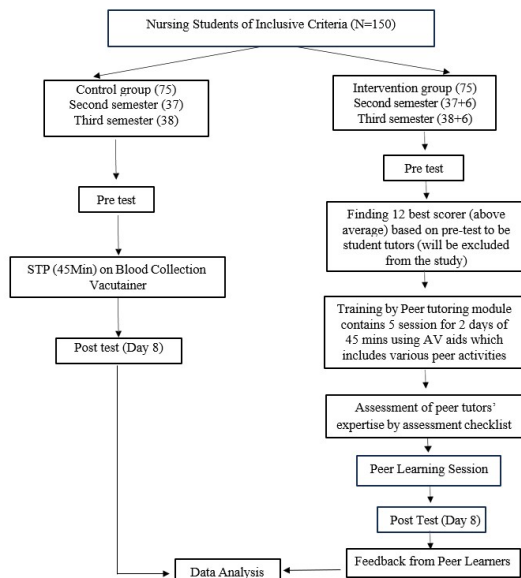 Nursing Students of Inclusive Criteria (N=150)
Control group (75)
Second semester (37)
Third semester (38)
Pre test
STP (45Min) on Blood Collection
Vacutainer
Post test (Day 8)
Intervention group (75)
Second semester (37+6)
Third semester (38+6)
Pre test
Finding 12 best scorer (above
average) based on pre-test to be
student tutors (will be excluded
from the study)
Training by Peer tutoring module
contains 5 session for 2 days of
45 mins using AV aids which
includes various peer activities
Assessment of peer tutors’
expertise by assessment checklist
Peer Learning Session
Post Test (Day 8)
Feedback from Peer Learners
Data Analysis